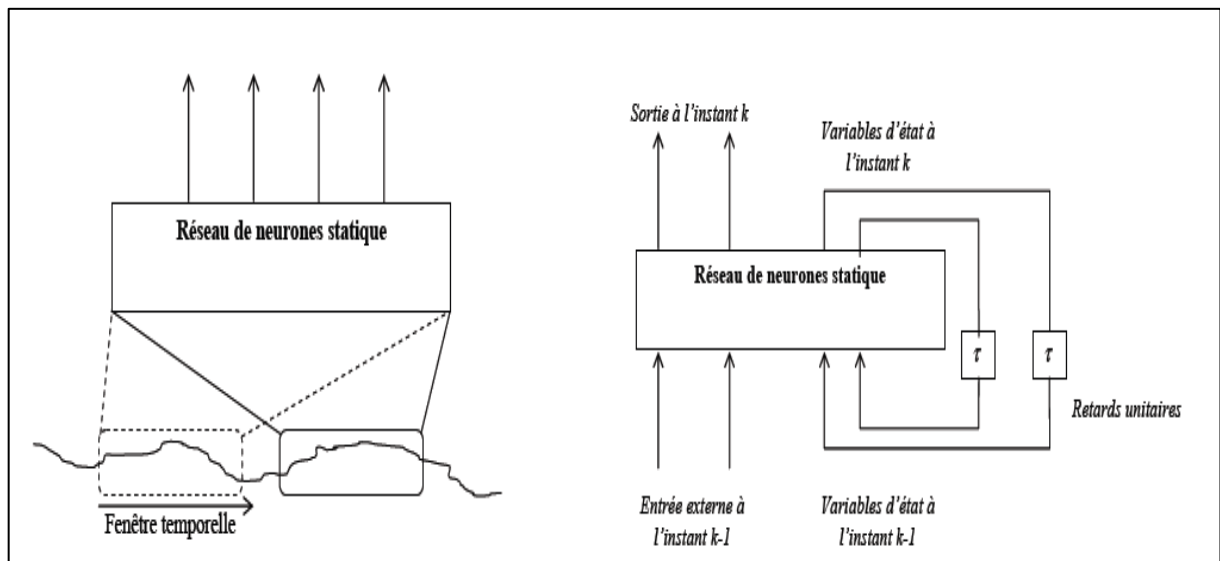 Réseau de neurones statique
Fenêtre temporelle
Sortie à l'instant k
Variables d'état à
l'instant k
Réseau de neurones statique
τ
τ
Retards unitaires
Entrée externe à
l'instant k-1
Variables d'état à
l'instant k-1